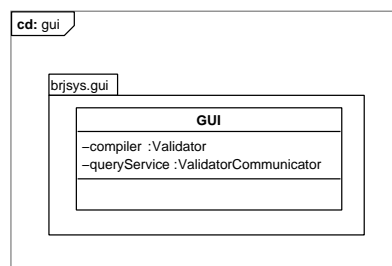 cd: gui
brjsys.gui
GUI
–compiler :Validator
–queryService :ValidatorCommunicator